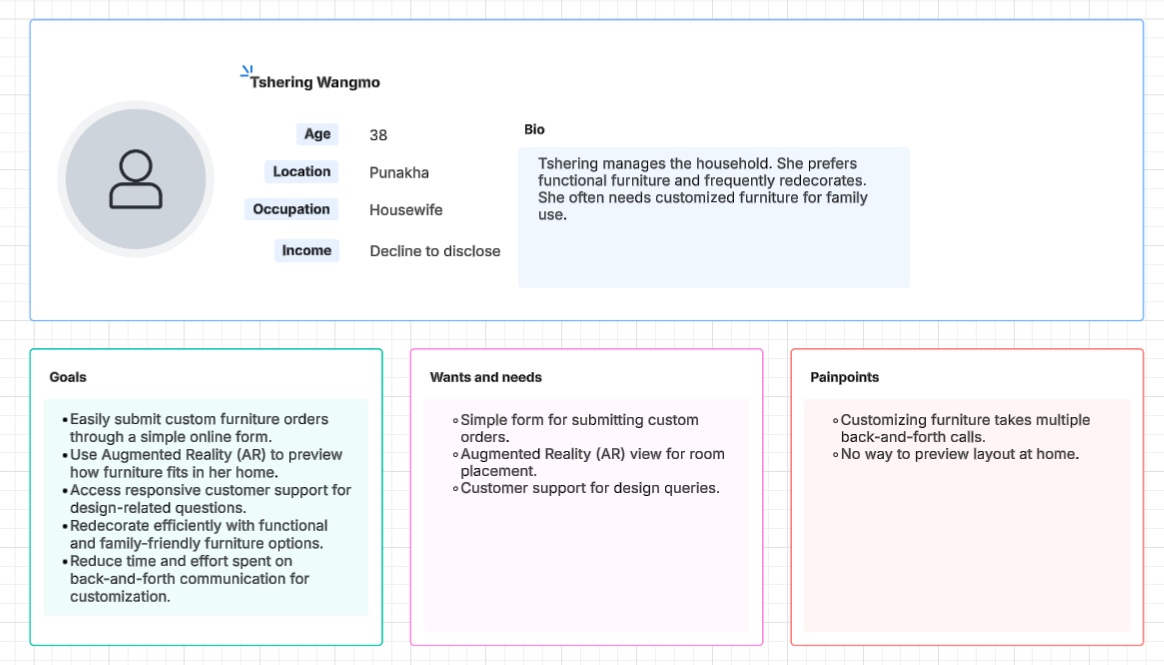 Tshering Wangmo
Age
38
Location
Punakha
Occupation
Housewife
Income
Decline to disclose
Bio
Tshering manages the household. She prefers
functional furniture and frequently redecorates.
She often needs customized furniture for family
use.
Goals
•Easily submit custom furniture orders
through a simple online form.
•Use Augmented Reality (AR) to preview
how furniture fits in her home.
•Access responsive customer support for
design-related questions.
•Redecorate efficiently with functional
and family-friendly furniture options.
•Reduce time and effort spent on
back-and-forth communication for
customization.
Wants and needs
◦Simple form for submitting custom
orders.
◦Augmented Reality (AR) view for room
placement.
◦Customer support for design queries.
Painpoints
◦Customizing furniture takes multiple
back-and-forth calls.
◦No way to preview layout at home.